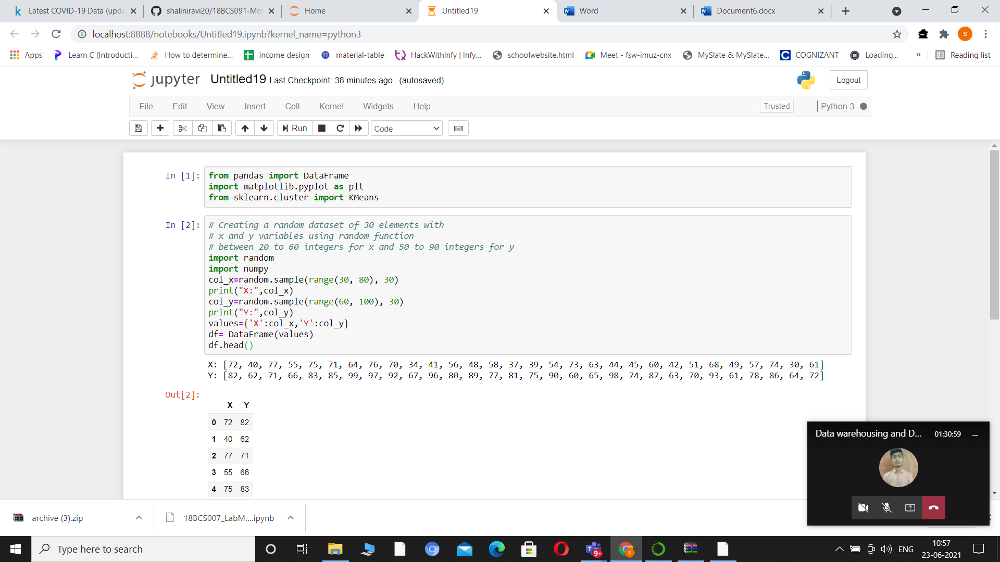 Latest COVID-19 Data (upda
shaliniravi20/18BCS091-Mo
Home
Untitled19
Word
Document6.docx
localhost:8888/notebooks/Untitled19.ipynb?kernel_name=python3
S
Apps
Learn C (Introducti...
How to determine...
income design
material-table
HackWithInfy | Infy...
schoolwebsite.html
Meet - fsw-imuz-cnx
MySlate & MySlate...
COGNIZANT
Loading...
»
Reading list
jupyter Untitled19 Last Checkpoint: 38 minutes ago (autosaved)
Logout
File Edit View Insert Cell Kernel Widgets Help
Trusted
Python 3
Run
Code
In [1]:
from pandas import DataFrame
import matplotlib.pyplot as plt
from sklearn.cluster import KMeans
In [2]:
# Creating a random dataset of 30 elements with
# x and y variables using random function
# between 20 to 60 integers for x and 50 to 90 integers for y
import random
import numpy
col_x=random.sample(range(30, 80), 30)
print("X:",col_x)
col_y=random.sample(range(60, 100), 30)
print("Y:",col_y)
values={'X':col_x,'Y':col_y}
df= DataFrame(values)
df.head()
X: [72, 40, 77, 55, 75, 71, 64, 76, 70, 34, 41, 56, 48, 58, 37, 39, 54, 73, 63, 44, 45, 60, 42, 51, 68, 49, 57, 74, 30, 61]
Y: [82, 62, 71, 66, 83, 85, 99, 97, 92, 67, 96, 80, 89, 77, 81, 75, 90, 60, 65, 98, 74, 87, 63, 70, 93, 61, 78, 86, 64, 72]
Out[2]:
X Y
0 72 82
1 40 62
2 77 71
3 55 66
4 75 83
Data warehousing and D... 01:30:59
archive (3).zip
18BCS007_LabM....ipynb
Type here to search
9+
S
ENG
10:57
23-06-2021